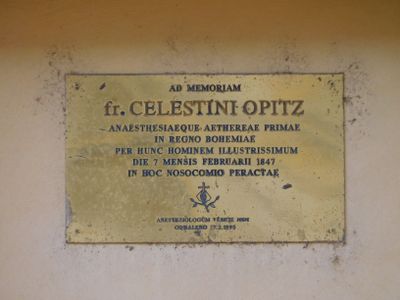 AD MEMORIAM
fr. CELESTINI OPITZ
ANAESTHESIAEQUE AETHEREAE PRIMAE
IN REGNO BOHEMIAE
PER HUNC HOMINEM ILLUSTRISSIMUM
DIE 7 MENSIS FEBRUARII 1847
IN HOC NOSOCOMIO PERACTAE
ODHALENO